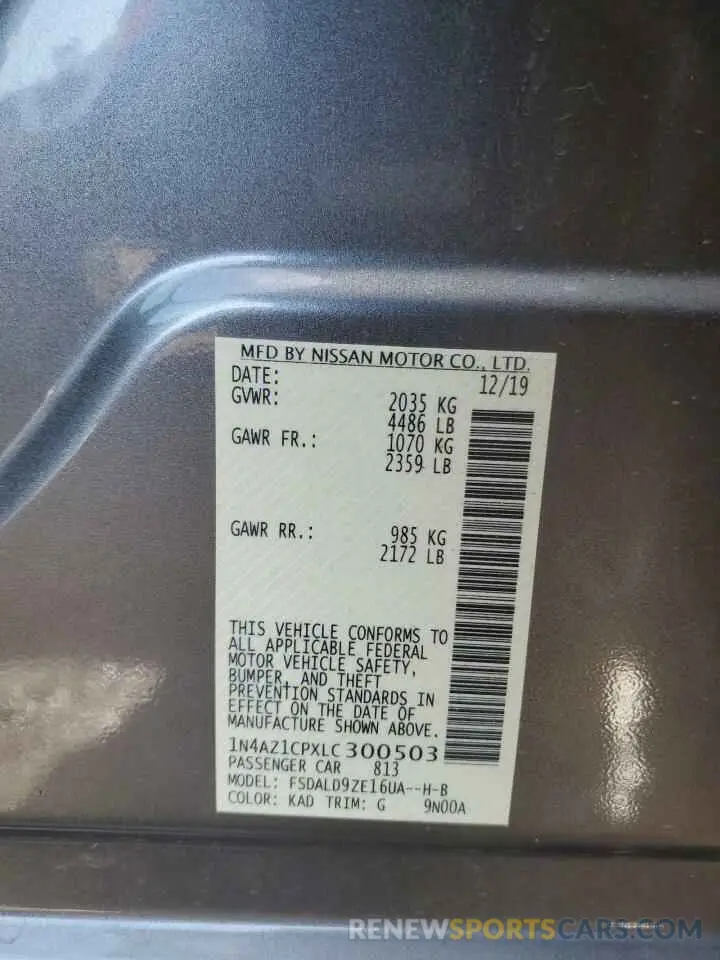 MFD BY NISSAN MOTOR CO., LTD.
DATE: 12/19
GVWR: 2035 KG
4486 LB
GAWR FR.: 1070 KG
2359 LB
GAWR RR.: 985 KG
2172 LB
THIS VEHICLE CONFORMS TO
ALL APPLICABLE FEDERAL
MOTOR VEHICLE SAFETY,
BUMPER, AND THEFT
PREVENTION STANDARDS IN
EFFECT ON THE DATE OF
MANUFACTURE SHOWN ABOVE.
1N4AZ1CPXLC300503
PASSENGER CAR 813
MODEL: FSDALD9ZE16UA--H-B
COLOR: KAD TRIM: G 9N00A
RENEWSPORTSCARS.COM